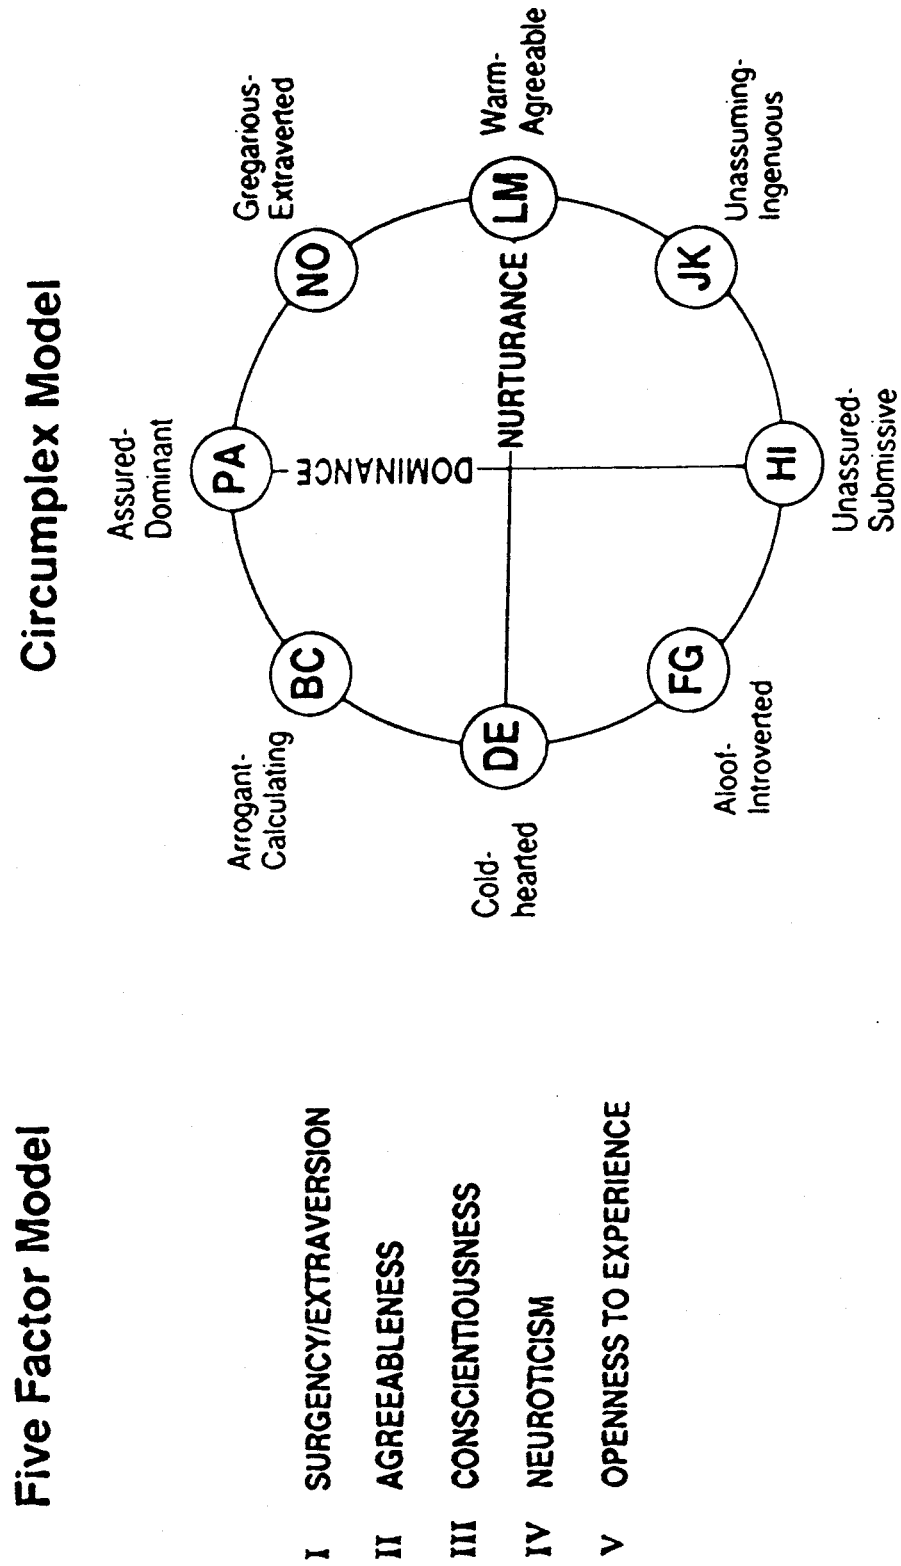 Five Factor Model
I SURGENCY/EXTRAVERSION
II AGREEABLENESS
III CONSCIENTIOUSNESS
IV NEUROTICISM
V OPENNESS TO EXPERIENCE
Circumplex Model
Assured-
Dominant
PA
Gregarious-
Extraverted
NO
Warm-
Agreeable
LM
Unassuming-
Ingenuous
JK
Unassured-
Submissive
HI
Aloof-
Introverted
FG
Cold-
hearted
DE
Arrogant-
Calculating
BC
DOMINANCE
NURTURANCE